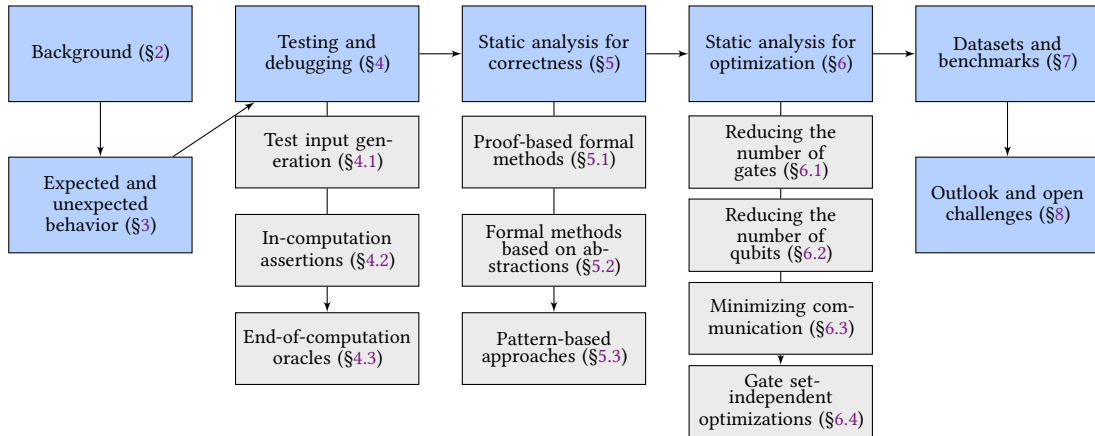 Background (§2)
Expected and
unexpected
behavior (§3)
Testing and
debugging (§4)
Test input gen-
eration (§4.1)
In-computation
assertions (§4.2)
End-of-computation
oracles (§4.3)
Static analysis for
correctness (§5)
Proof-based formal
methods (§5.1)
Formal methods
based on ab-
stractions (§5.2)
Pattern-based
approaches (§5.3)
Static analysis for
optimization (§6)
Reducing the
number of
gates (§6.1)
Reducing the
number of
qubits (§6.2)
Minimizing com-
munication (§6.3)
Gate set-
independent
optimizations (§6.4)
Datasets and
benchmarks (§7)
Outlook and open
challenges (§8)